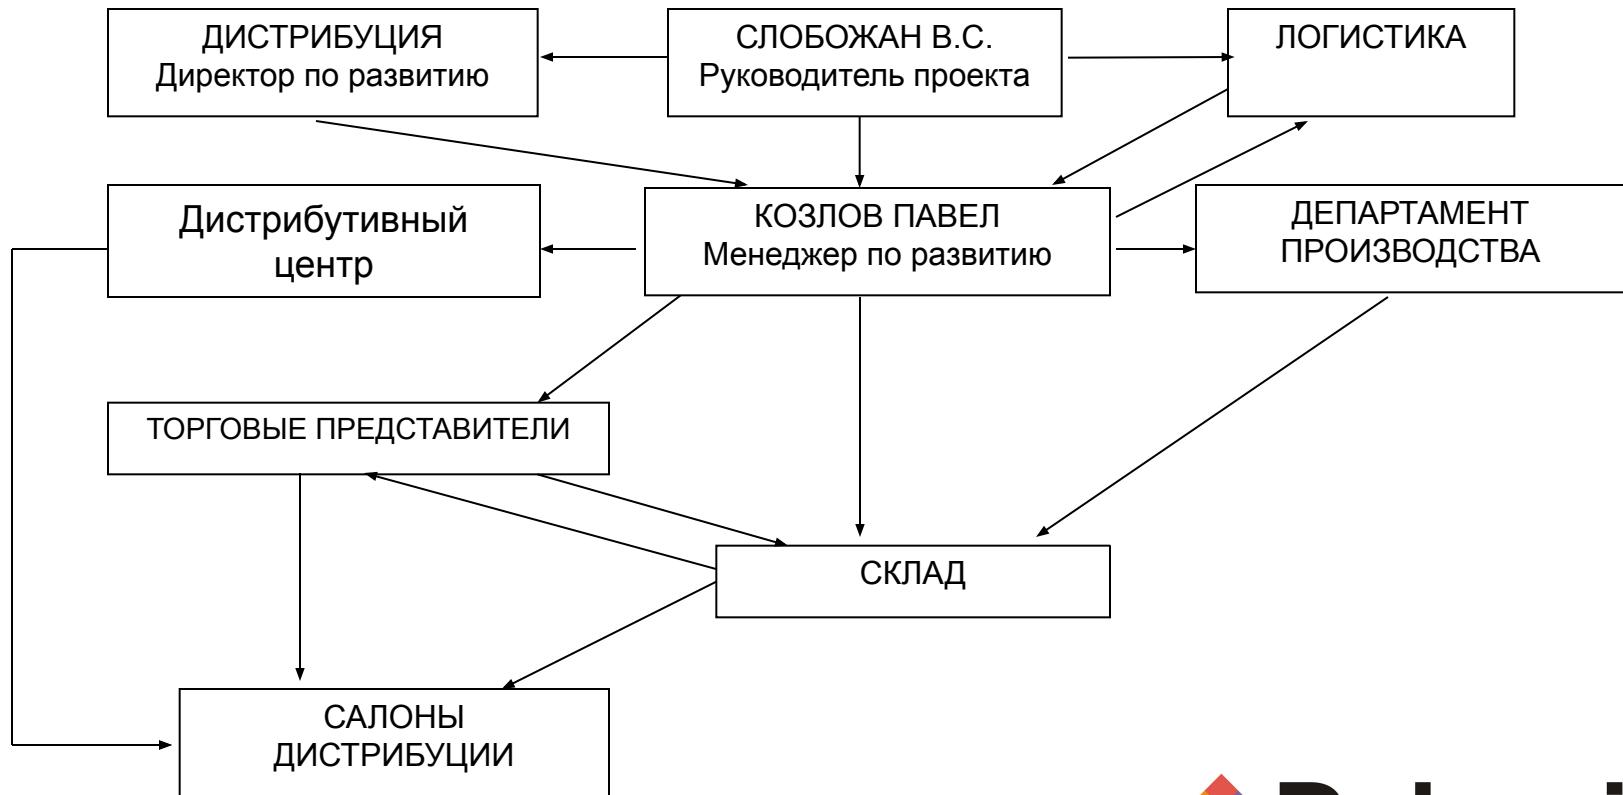 ДИСТРИБУЦИЯ
Директор по развитию
СЛОБОЖАН В.С.
Руководитель проекта
ЛОГИСТИКА
Дистрибутивный
центр
КОЗЛОВ ПАВЕЛ
Менеджер по развитию
ДЕПАРТАМЕНТ
ПРОИЗВОДСТВА
ТОРГОВЫЕ ПРЕДСТАВИТЕЛИ
СКЛАД
САЛОНЫ
ДИСТРИБУЦИИ